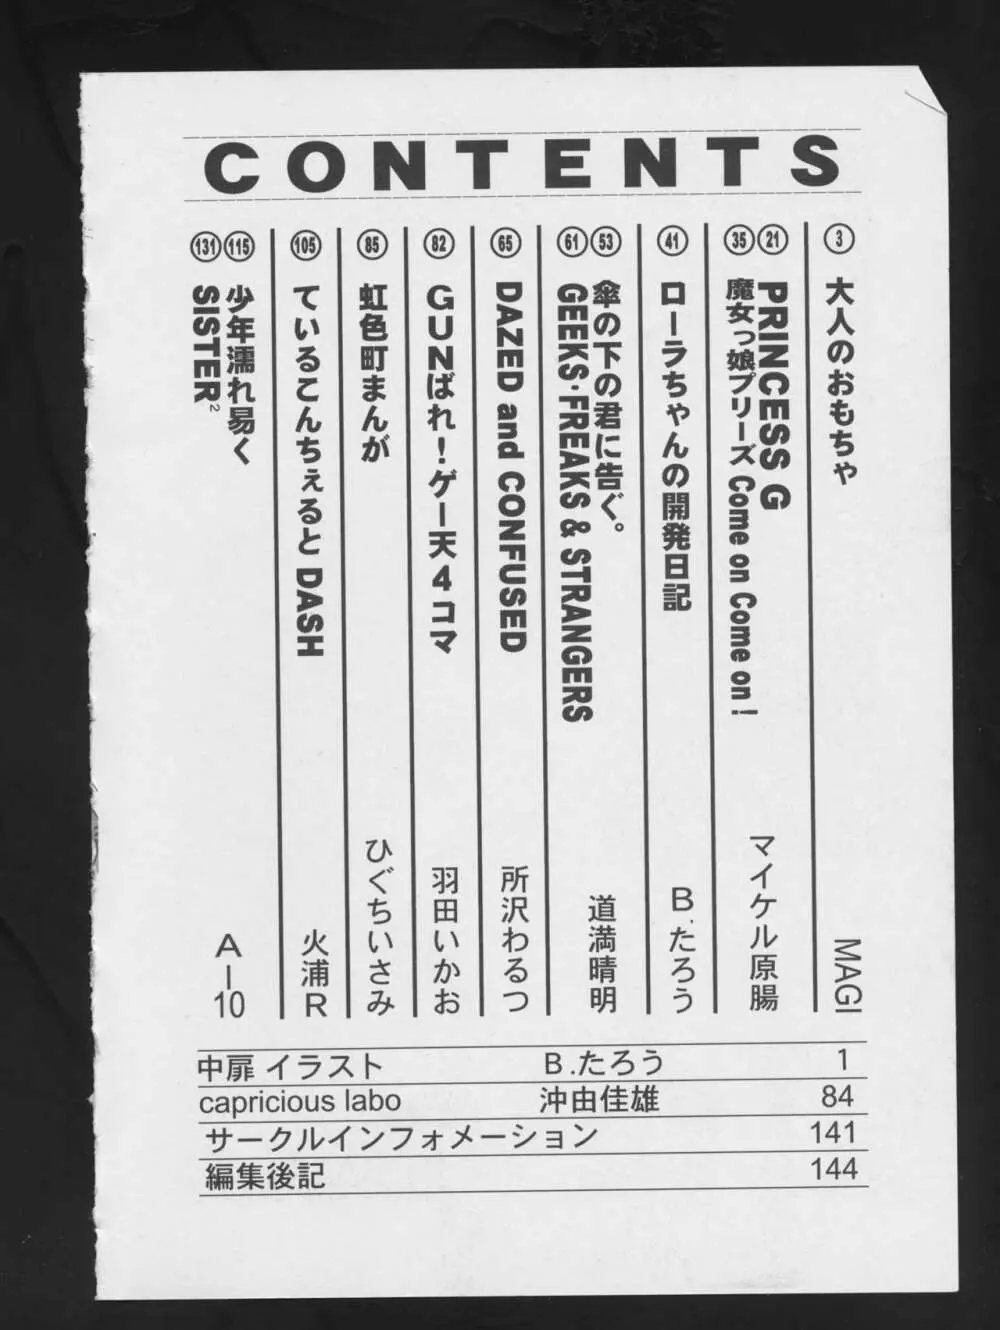 CONTENTS
3 大人のおもちゃ
MAGI
21 PRINCESS G
35 魔女っ娘プリーズ Come on Come on!
マイケル原腸
41 ローラちゃんの開発日記
B.たろう
53 傘の下の君に告ぐ。
61 GEEKS・FREAKS & STRANGERS
道満晴明
65 DAZED and CONFUSED
所沢わるつ
82 GUNばれ!ゲー天4コマ
羽田いかお
85 虹色町まんが
ひぐちいさみ
105 ているこんちぇると DASH
火浦R
115 少年濡れ易く
131 SISTER²
A-10
中扉 イラスト B.たろう 1
capricious labo 沖由佳雄 84
サークルインフォメーション 141
編集後記 144